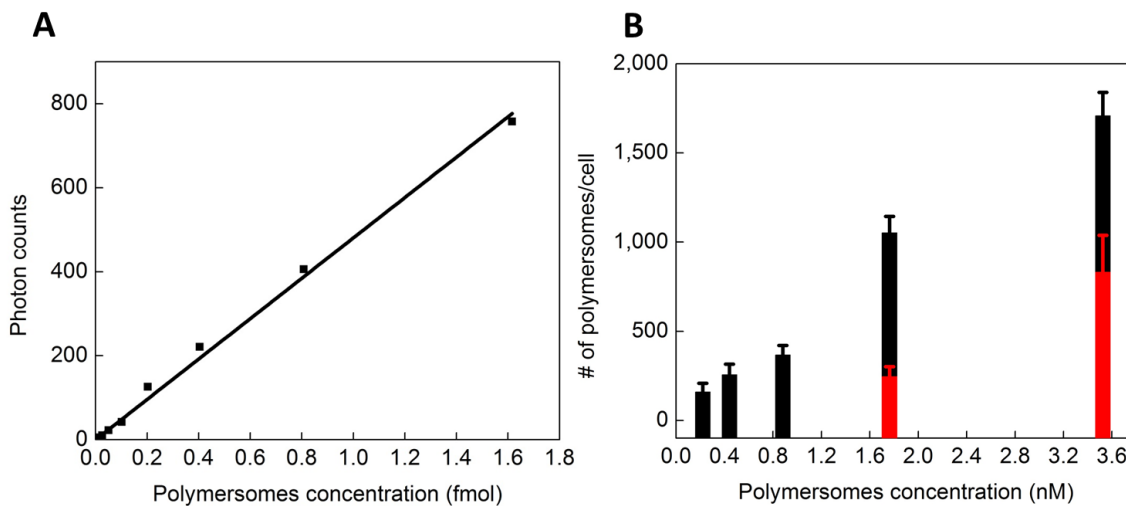 A
Photon counts
800
600
400
200
0
0.0 0.2 0.4 0.6 0.8 1.0 1.2 1.4 1.6 1.8
Polymersomes concentration (fmol)
B
# of polymersomes/cell
2,000
1,500
1,000
500
0
0.0 0.4 0.8 1.2 1.6 2.0 2.4 2.8 3.2 3.6
Polymersomes concentration (nM)